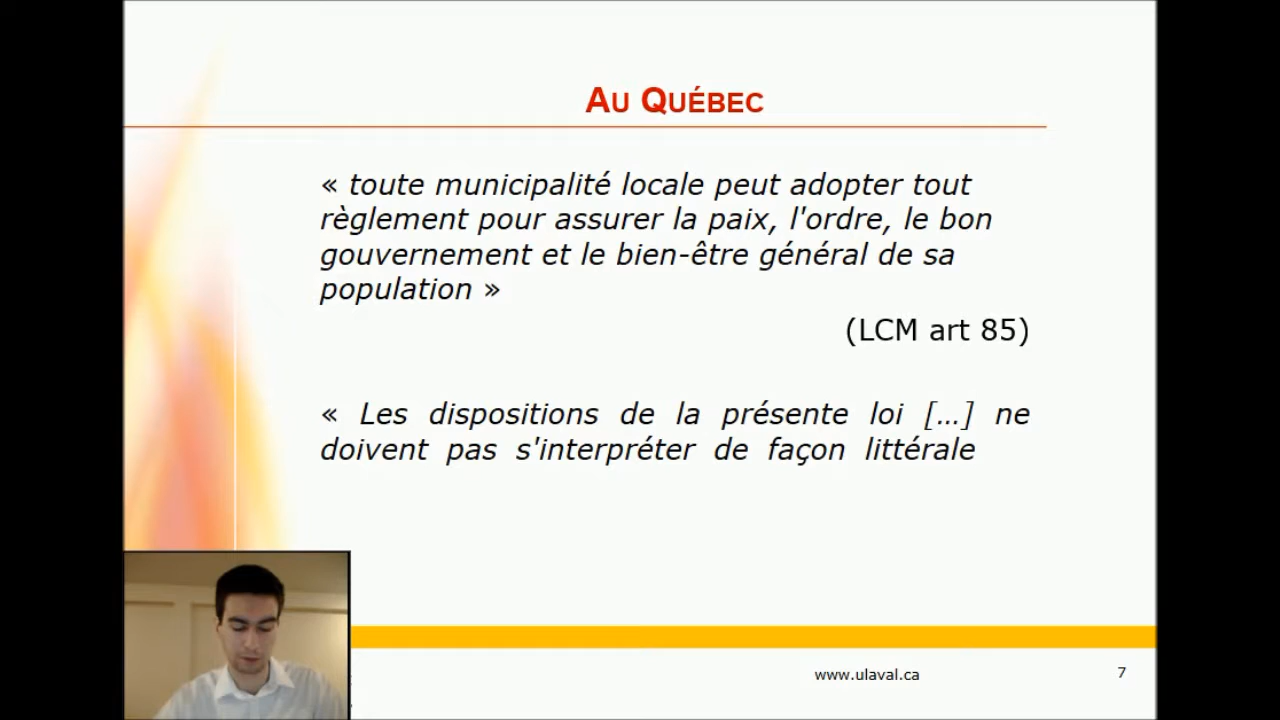 AU QUÉBEC
« toute municipalité locale peut adopter tout
règlement pour assurer la paix, l'ordre, le bon
gouvernement et le bien-être général de sa
population »
(LCM art 85)
« Les dispositions de la présente loi […] ne
doivent pas s'interpréter de façon littérale
www.ulaval.ca
7